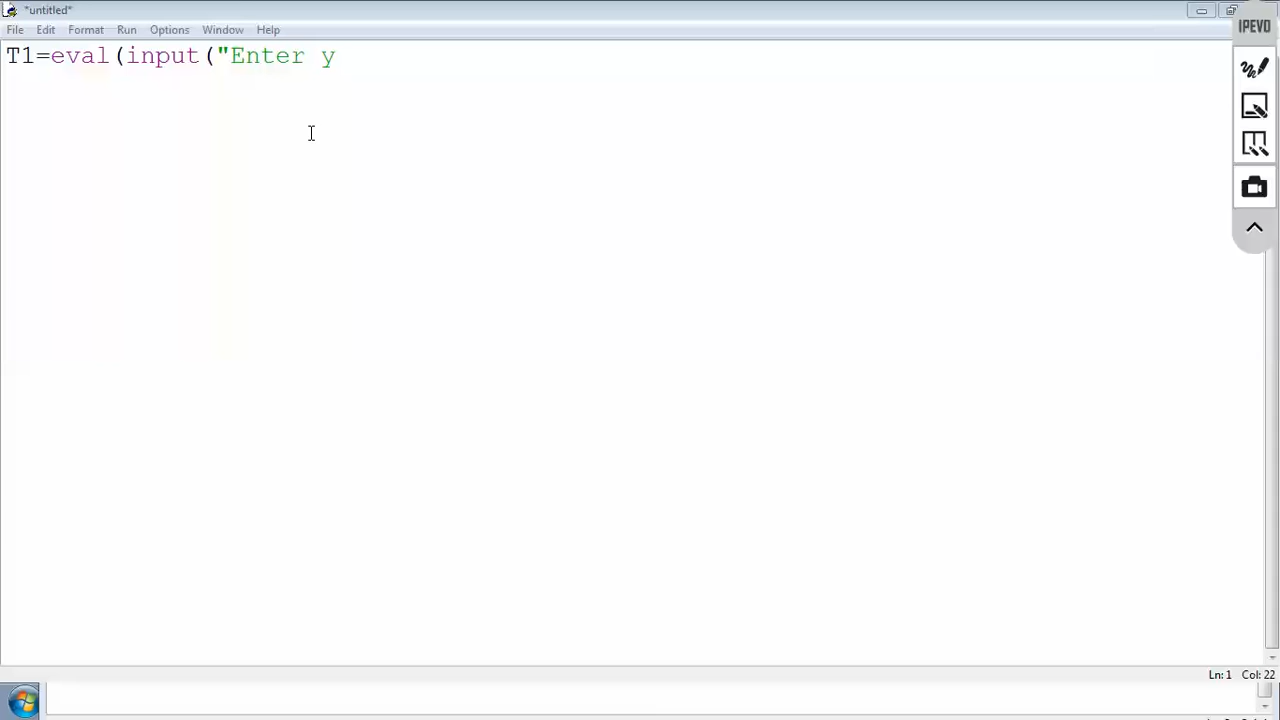 *untitled*
File Edit Format Run Options Window Help
T1=eval(input("Enter y
IPEVO
Ln: 1 Col: 22